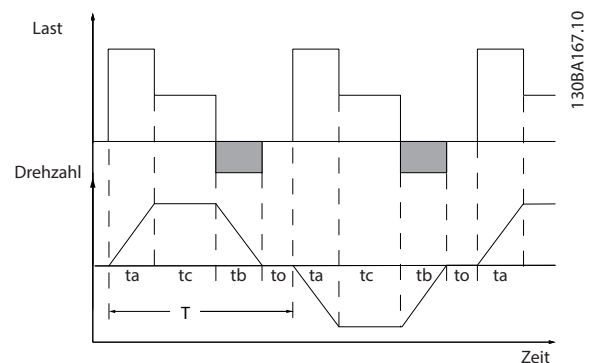 Last
130BA167.10
Drehzahl
ta tc tb to ta tc tb to ta
T
Zeit